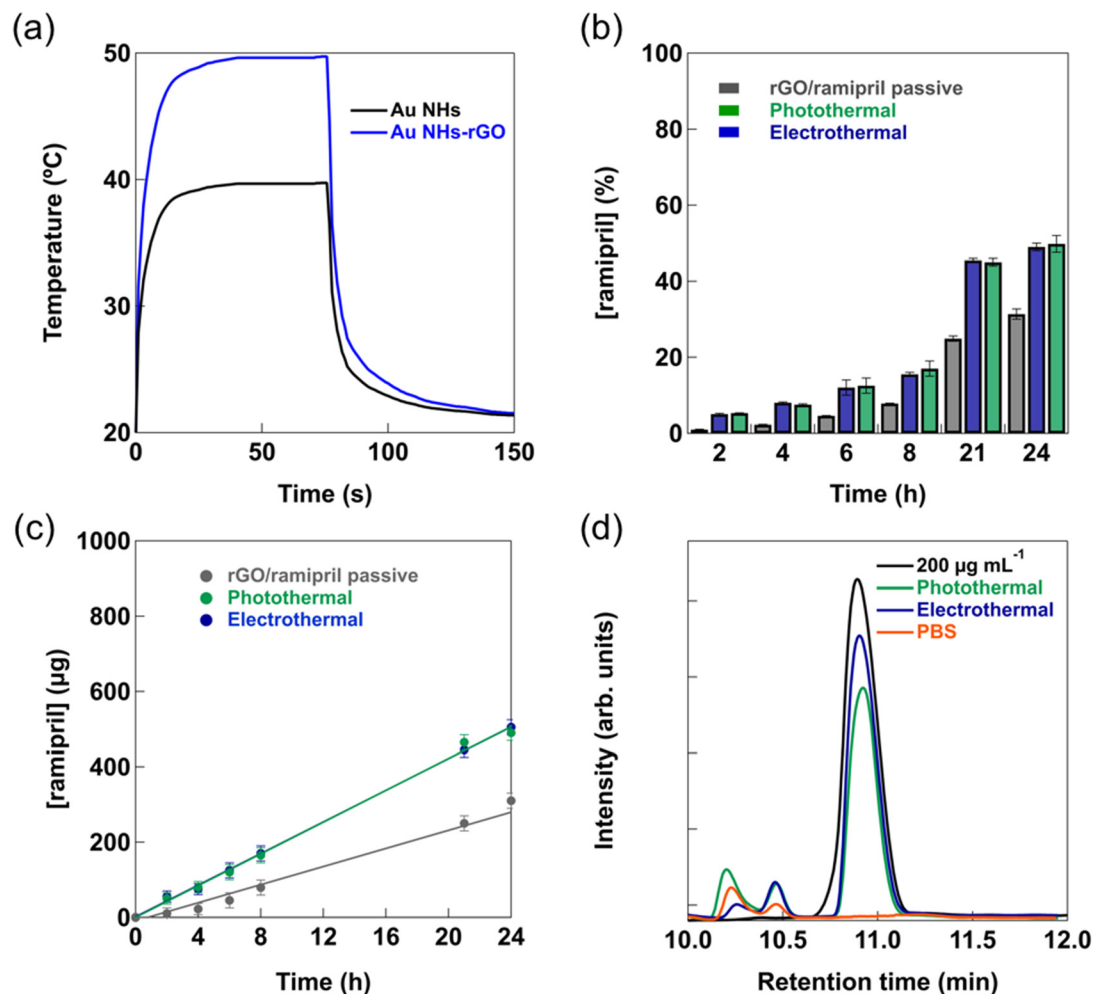 (a)
50
40
30
20
Temperature (ºC)
Au NHs
Au NHs-rGO
0
50
100
150
Time (s)
(b)
100
80
60
40
20
0
[ramipril] (%)
rGO/ramipril passive
Photothermal
Electrothermal
2
4
6
8
21
24
Time (h)
(c)
1000
800
600
400
200
0
[ramipril] (µg)
rGO/ramipril passive
Photothermal
Electrothermal
0
4
8
12
16
20
24
Time (h)
(d)
Intensity (arb. units)
200 µg mL⁻¹
Photothermal
Electrothermal
PBS
10.0
10.5
11.0
11.5
12.0
Retention time (min)